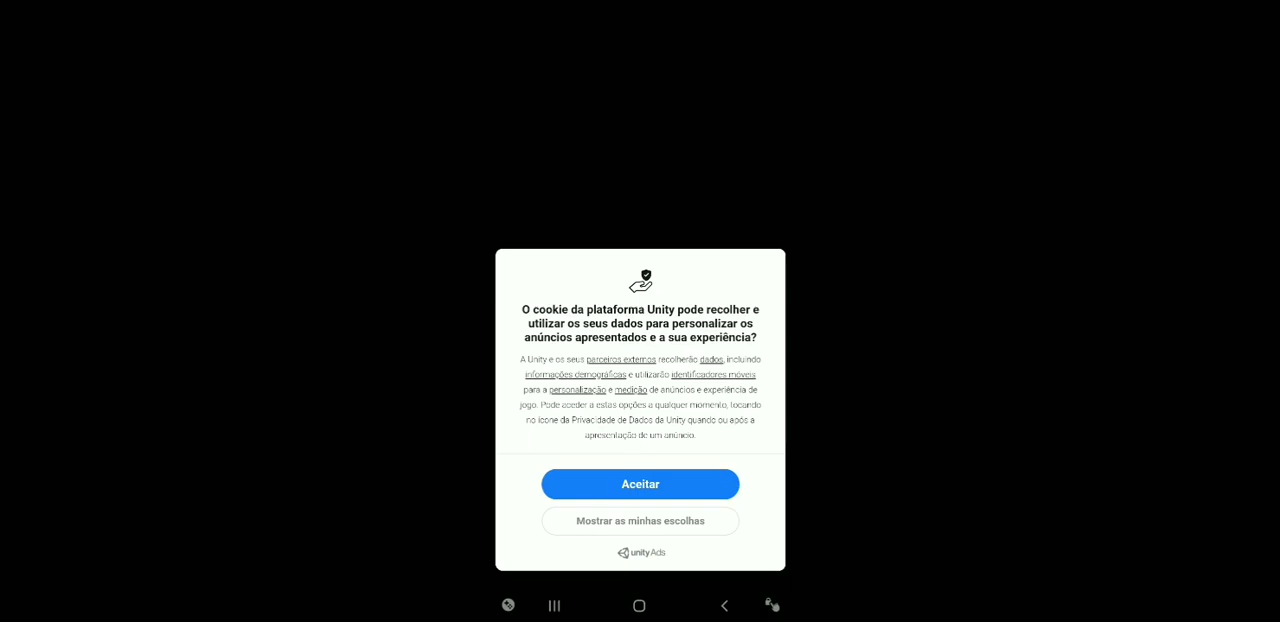 O cookie da plataforma Unity pode recolher e
utilizar os seus dados para personalizar os
anúncios apresentados e a sua experiência?
A Unity e os seus parceiros externos recolherão dados, incluindo
informações demográficas e utilizarão identificadores móveis
para a personalização e medição de anúncios e experiência de
jogo. Pode aceder a estas opções a qualquer momento, tocando
no ícone da Privacidade de Dados da Unity quando ou após a
apresentação de um anúncio.
Aceitar
Mostrar as minhas escolhas
unityAds